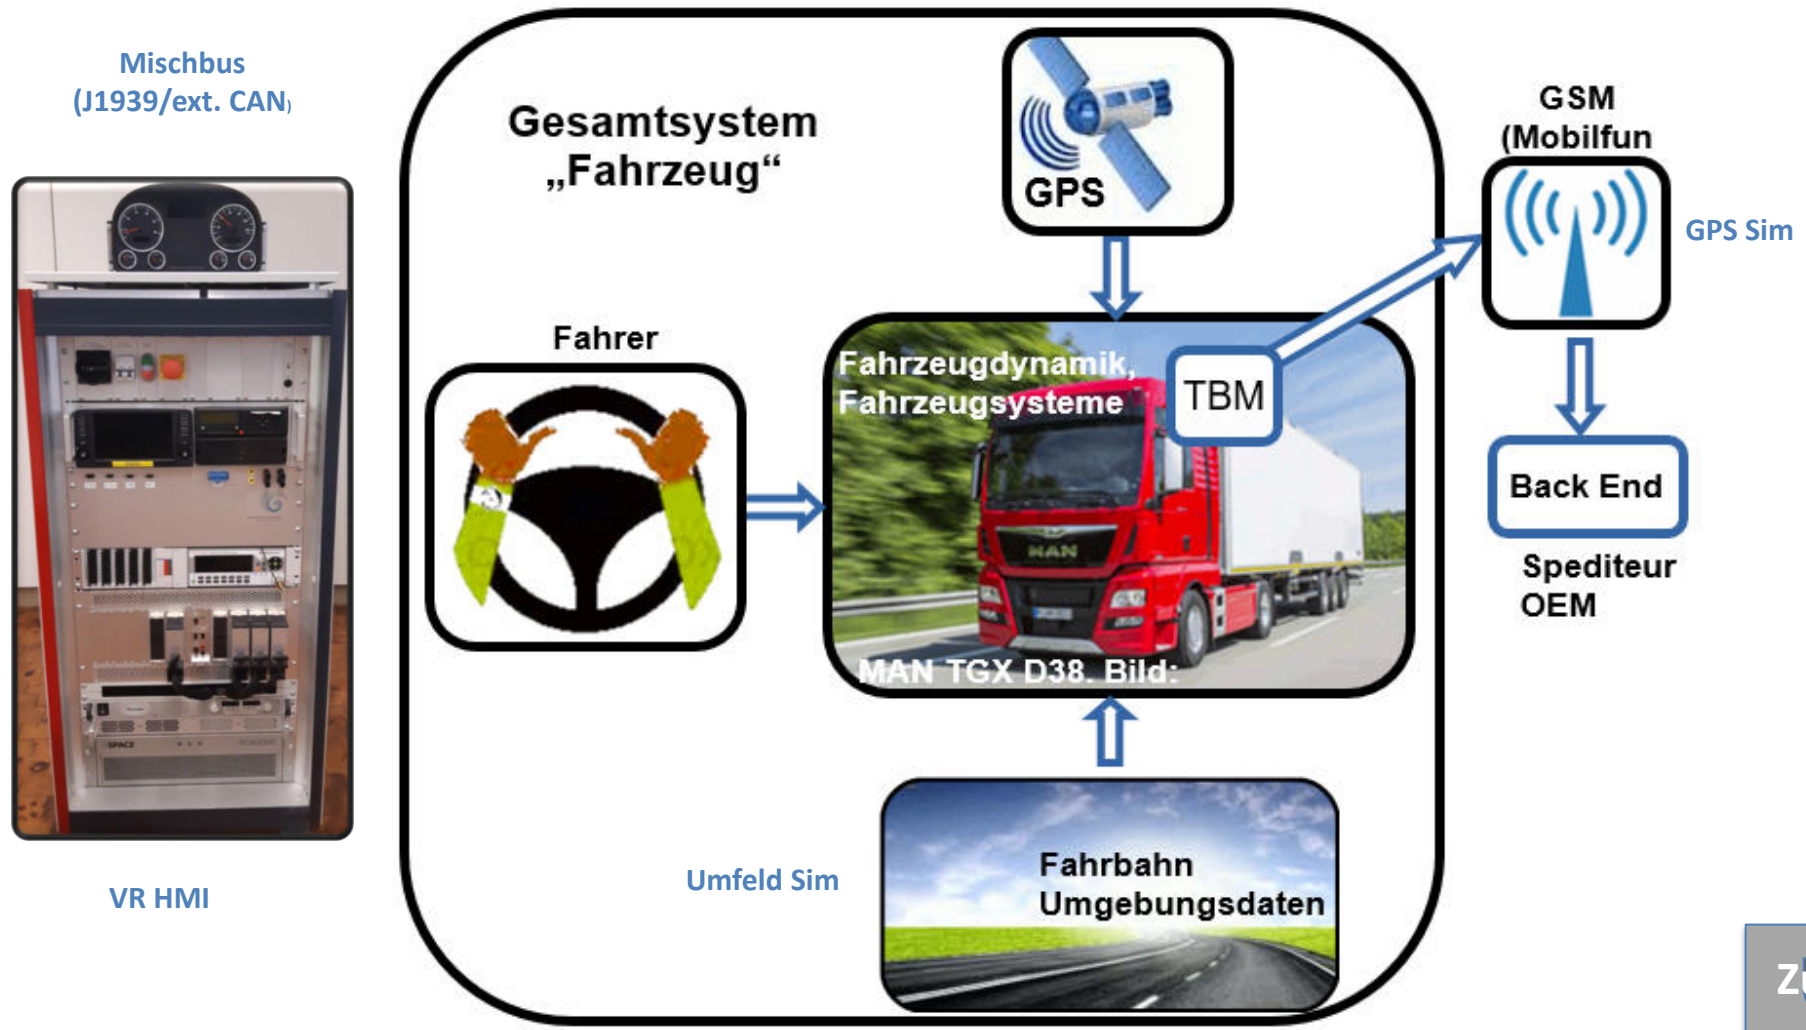 Mischbus
(J1939/ext. CAN)
Gesamtsystem
„Fahrzeug“
GPS
GSM
(Mobilfun
GPS Sim
Fahrer
Fahrzeugdynamik,
Fahrzeugsysteme
TBM
MAN
MAN TGX D38. Bild:
Back End
Spediteur
OEM
Umfeld Sim
Fahrbahn
Umgebungsdaten
VR HMI